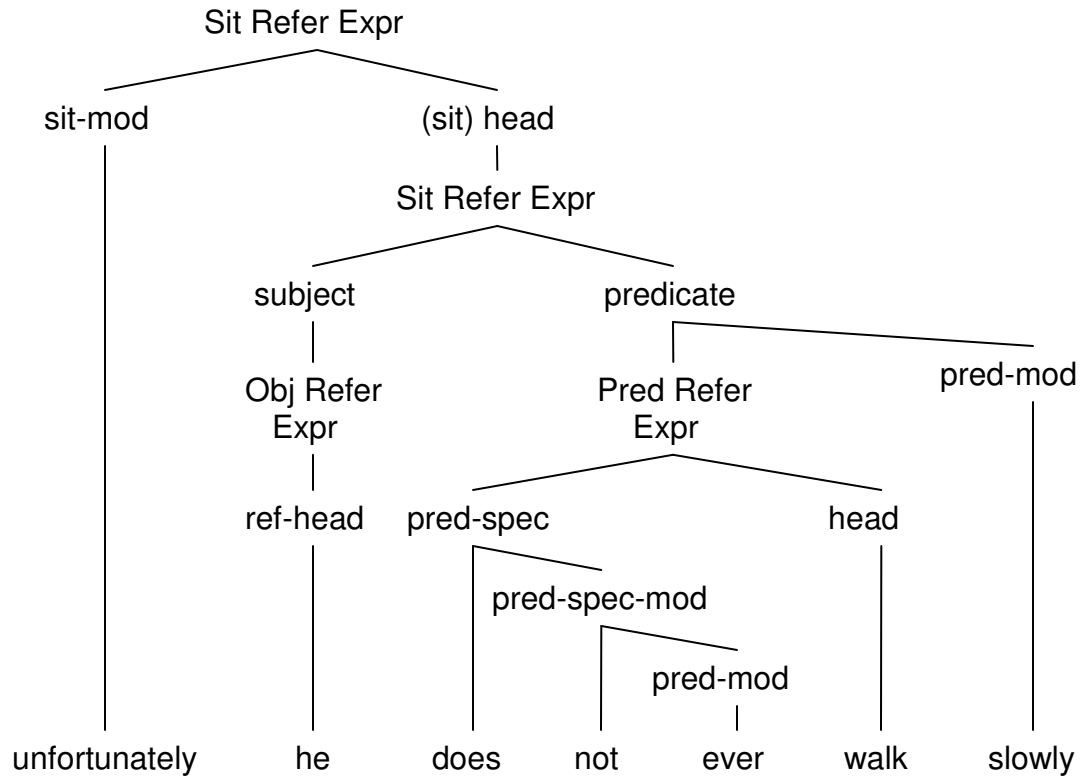 Sit Refer Expr
sit-mod (sit) head
Sit Refer Expr
subject predicate
pred-mod
Obj Refer Pred Refer
Expr Expr
ref-head pred-spec head
pred-spec-mod
pred-mod
unfortunately he does not ever walk slowly